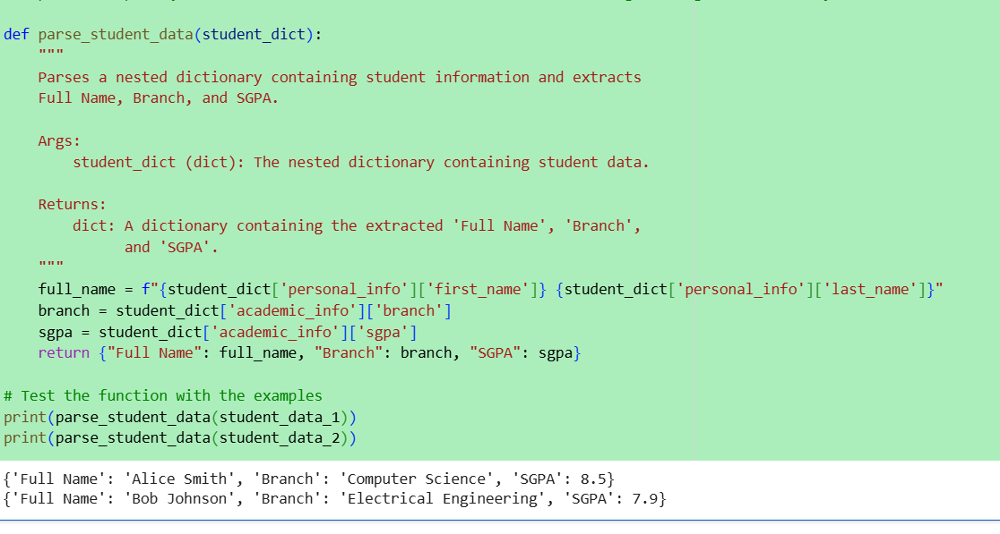 def parse_student_data(student_dict):
    """
    Parses a nested dictionary containing student information and extracts
    Full Name, Branch, and SGPA.

    Args:
        student_dict (dict): The nested dictionary containing student data.

    Returns:
        dict: A dictionary containing the extracted 'Full Name', 'Branch',
              and 'SGPA'.
    """
    full_name = f"{student_dict['personal_info']['first_name']} {student_dict['personal_info']['last_name']}"
    branch = student_dict['academic_info']['branch']
    sgpa = student_dict['academic_info']['sgpa']
    return {"Full Name": full_name, "Branch": branch, "SGPA": sgpa}

# Test the function with the examples
print(parse_student_data(student_data_1))
print(parse_student_data(student_data_2))
{'Full Name': 'Alice Smith', 'Branch': 'Computer Science', 'SGPA': 8.5}
{'Full Name': 'Bob Johnson', 'Branch': 'Electrical Engineering', 'SGPA': 7.9}